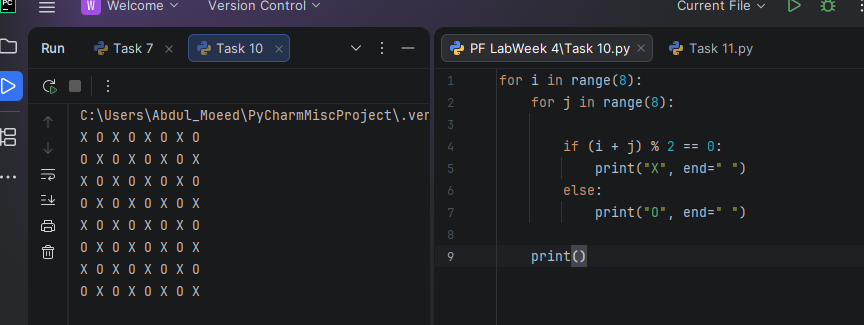 PC
W Welcome
Version Control
Current File
Run
Task 7
Task 10
PF LabWeek 4\Task 10.py
Task 11.py
C:\Users\Abdul_Moeed\PyCharmMiscProject\.ven
X O X O X O X O
O X O X O X O X
X O X O X O X O
O X O X O X O X
X O X O X O X O
O X O X O X O X
X O X O X O X O
O X O X O X O X
1 for i in range(8):
2 for j in range(8):
3
4 if (i + j) % 2 == 0:
5 print("X", end=" ")
6 else:
7 print("O", end=" ")
8
9 print()